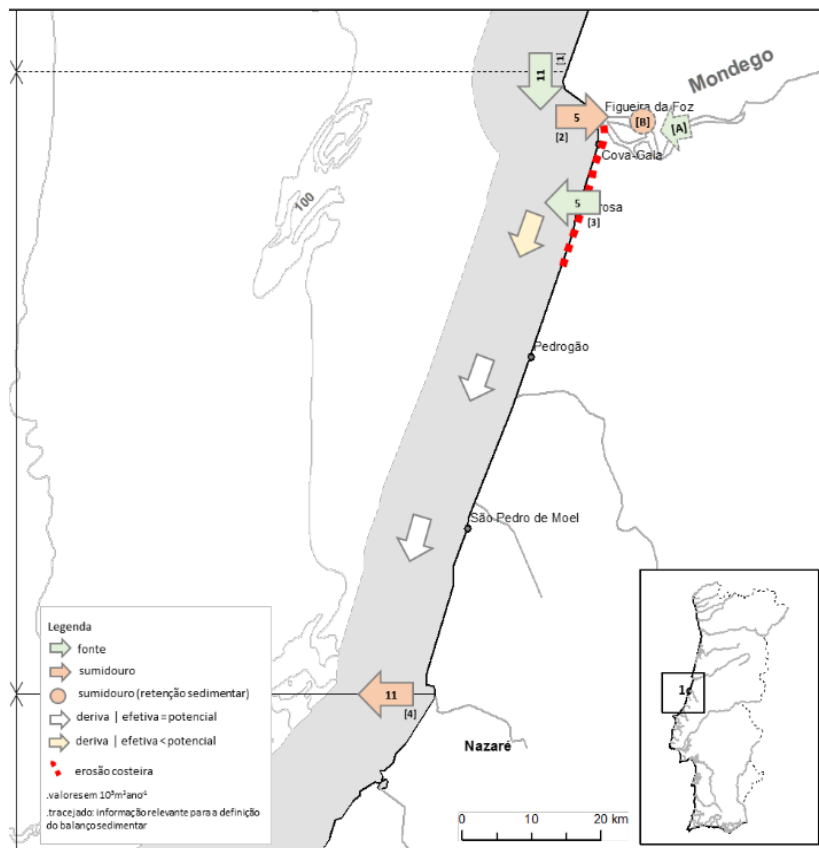 11
[1]
Mondego
Figueira da Foz
5
[B]
[A]
[2]
Cova-Gala
100
5
rosa
[3]
Pedrogão
São Pedro de Moel
Legenda
fonte
sumidouro
sumidouro (retenção sedimentar)
deriva | efetiva = potencial
deriva | efetiva < potencial
erosão costeira
.valores em 10⁵m³ano⁻¹
.tracejado: informação relevante para a definição
do balanço sedimentar
11
[4]
Nazaré
0 10 20 km
1